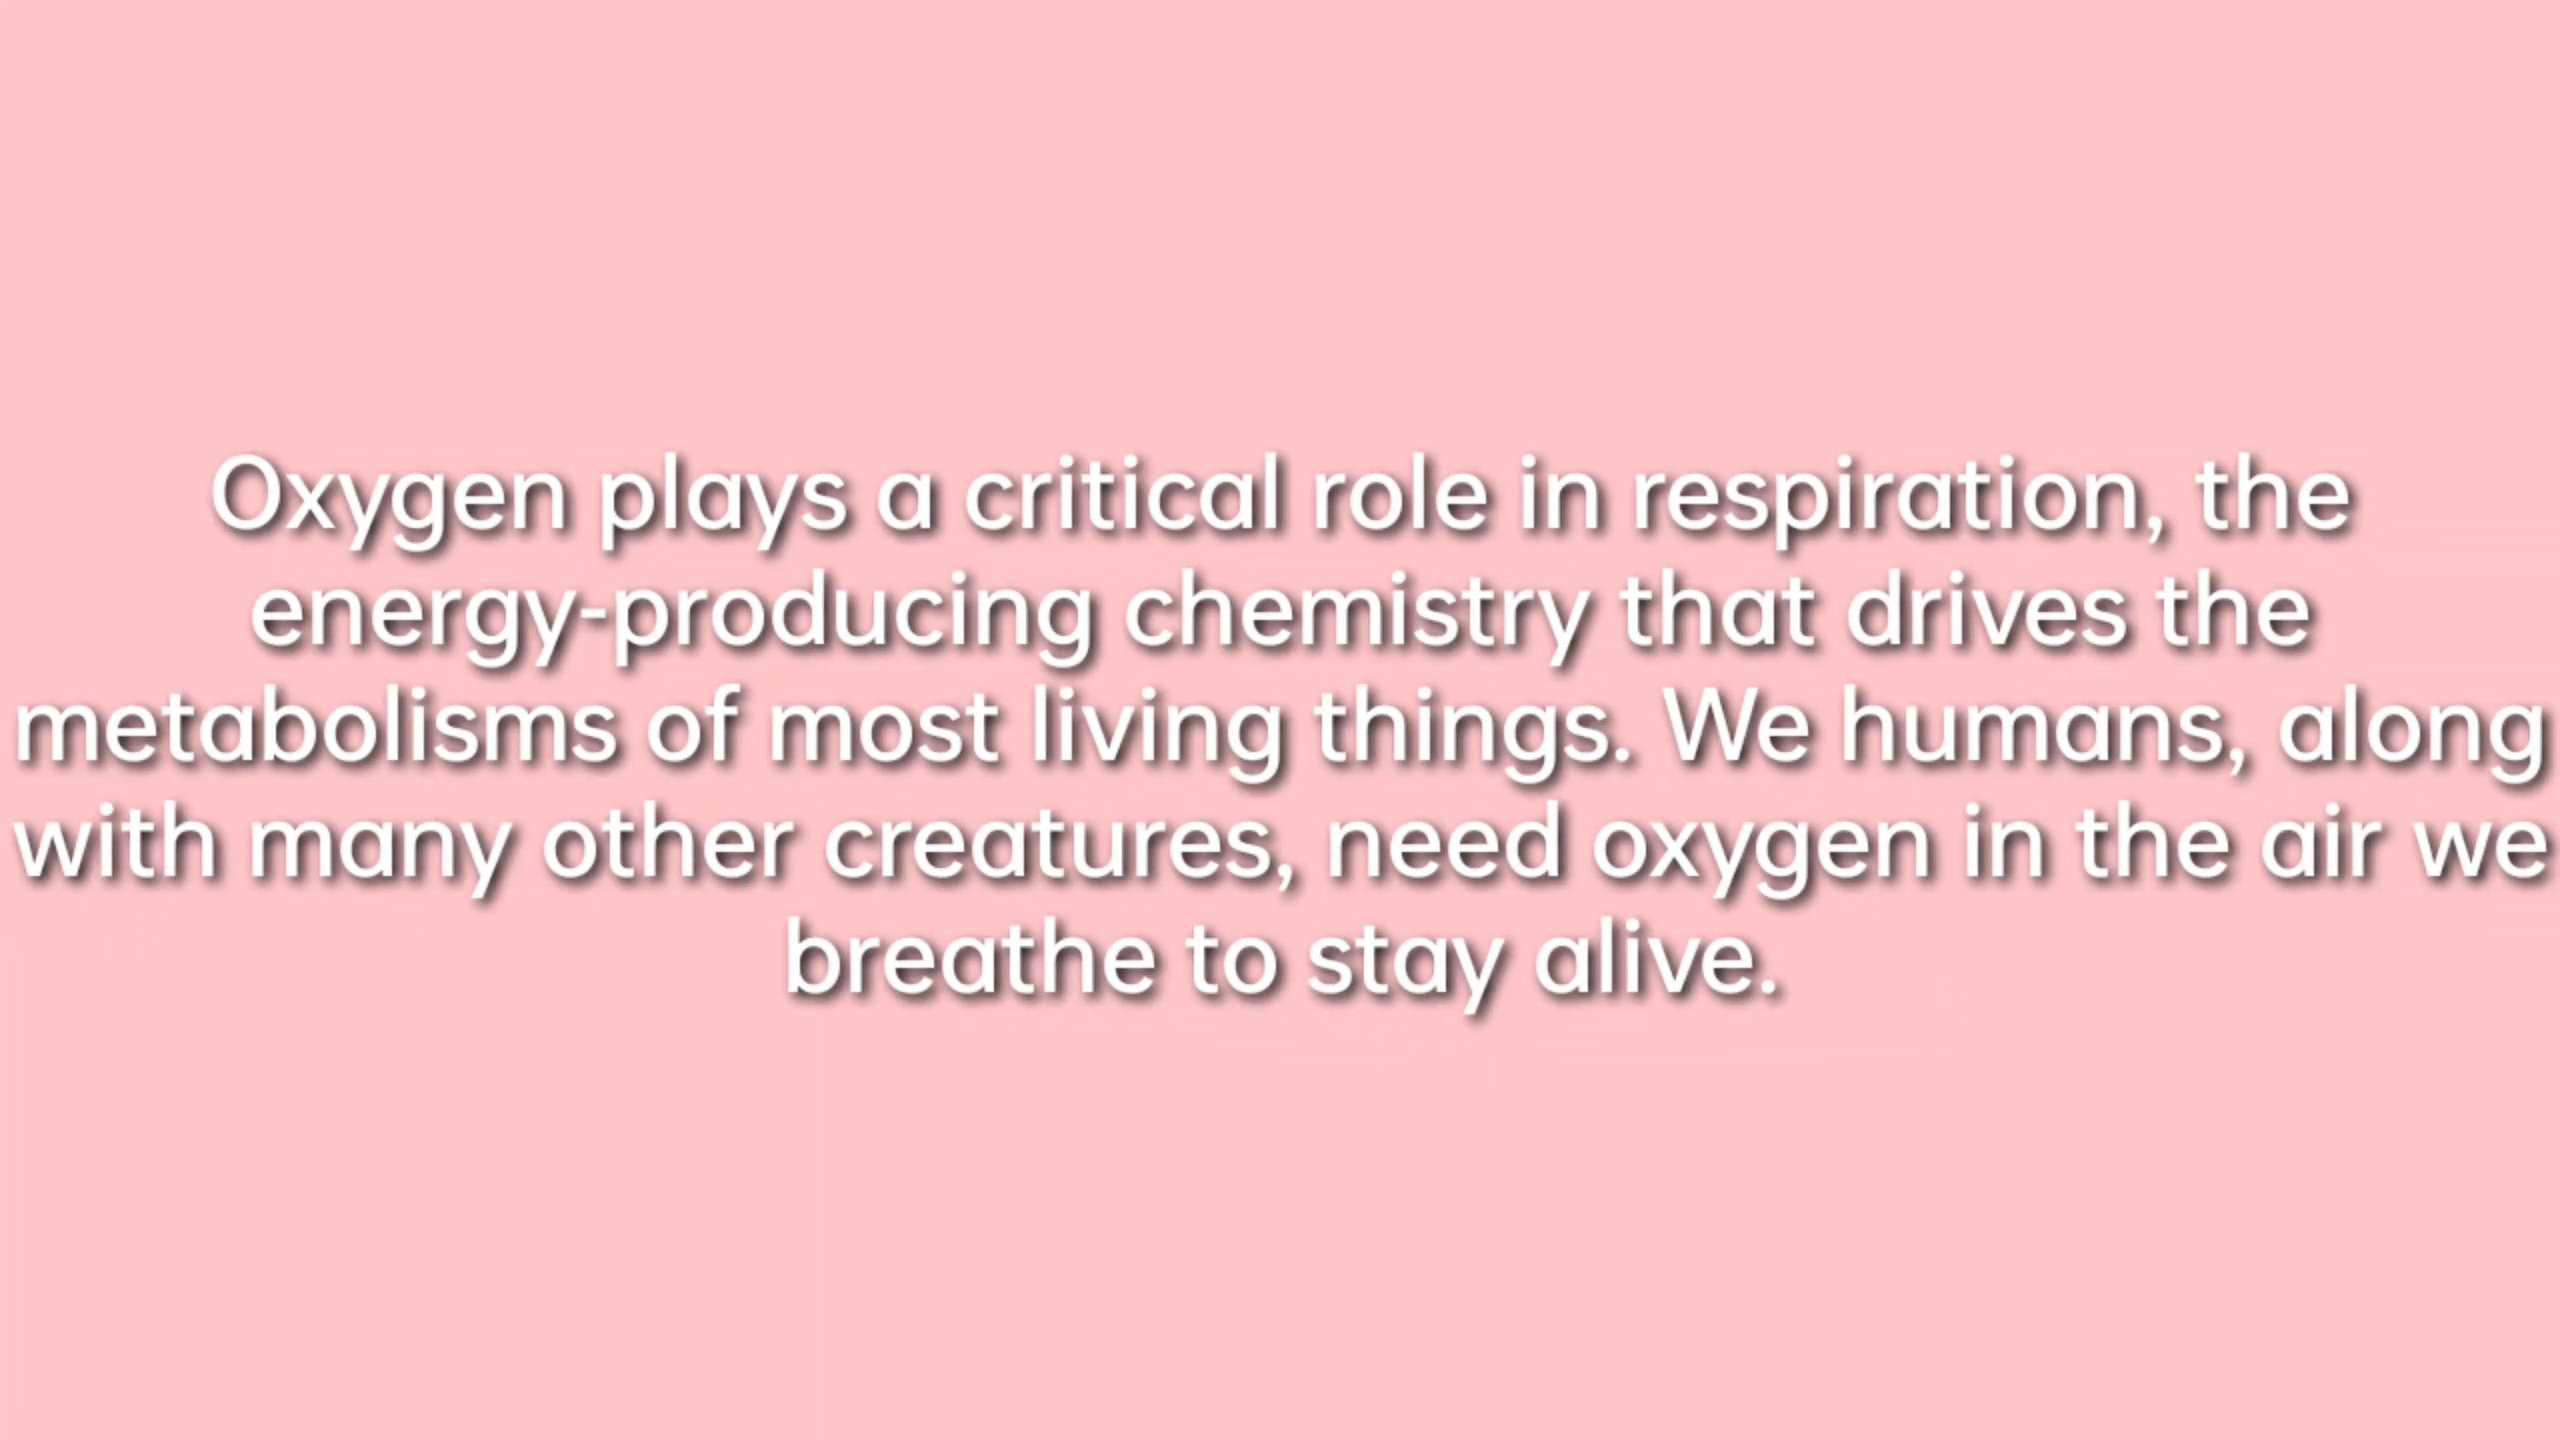 Oxygen plays a critical role in respiration, the
energy-producing chemistry that drives the
metabolisms of most living things. We humans, along
with many other creatures, need oxygen in the air we
breathe to stay alive.